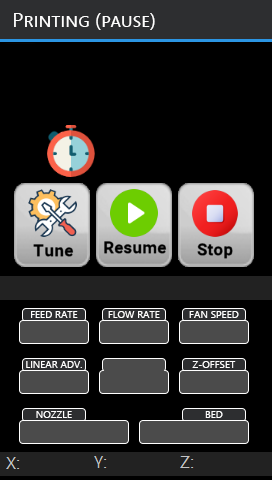 Printing (pause)
Tune Resume Stop
FEED RATE FLOW RATE FAN SPEED
LINEAR ADV. Z-OFFSET
NOZZLE BED
X: Y: Z: